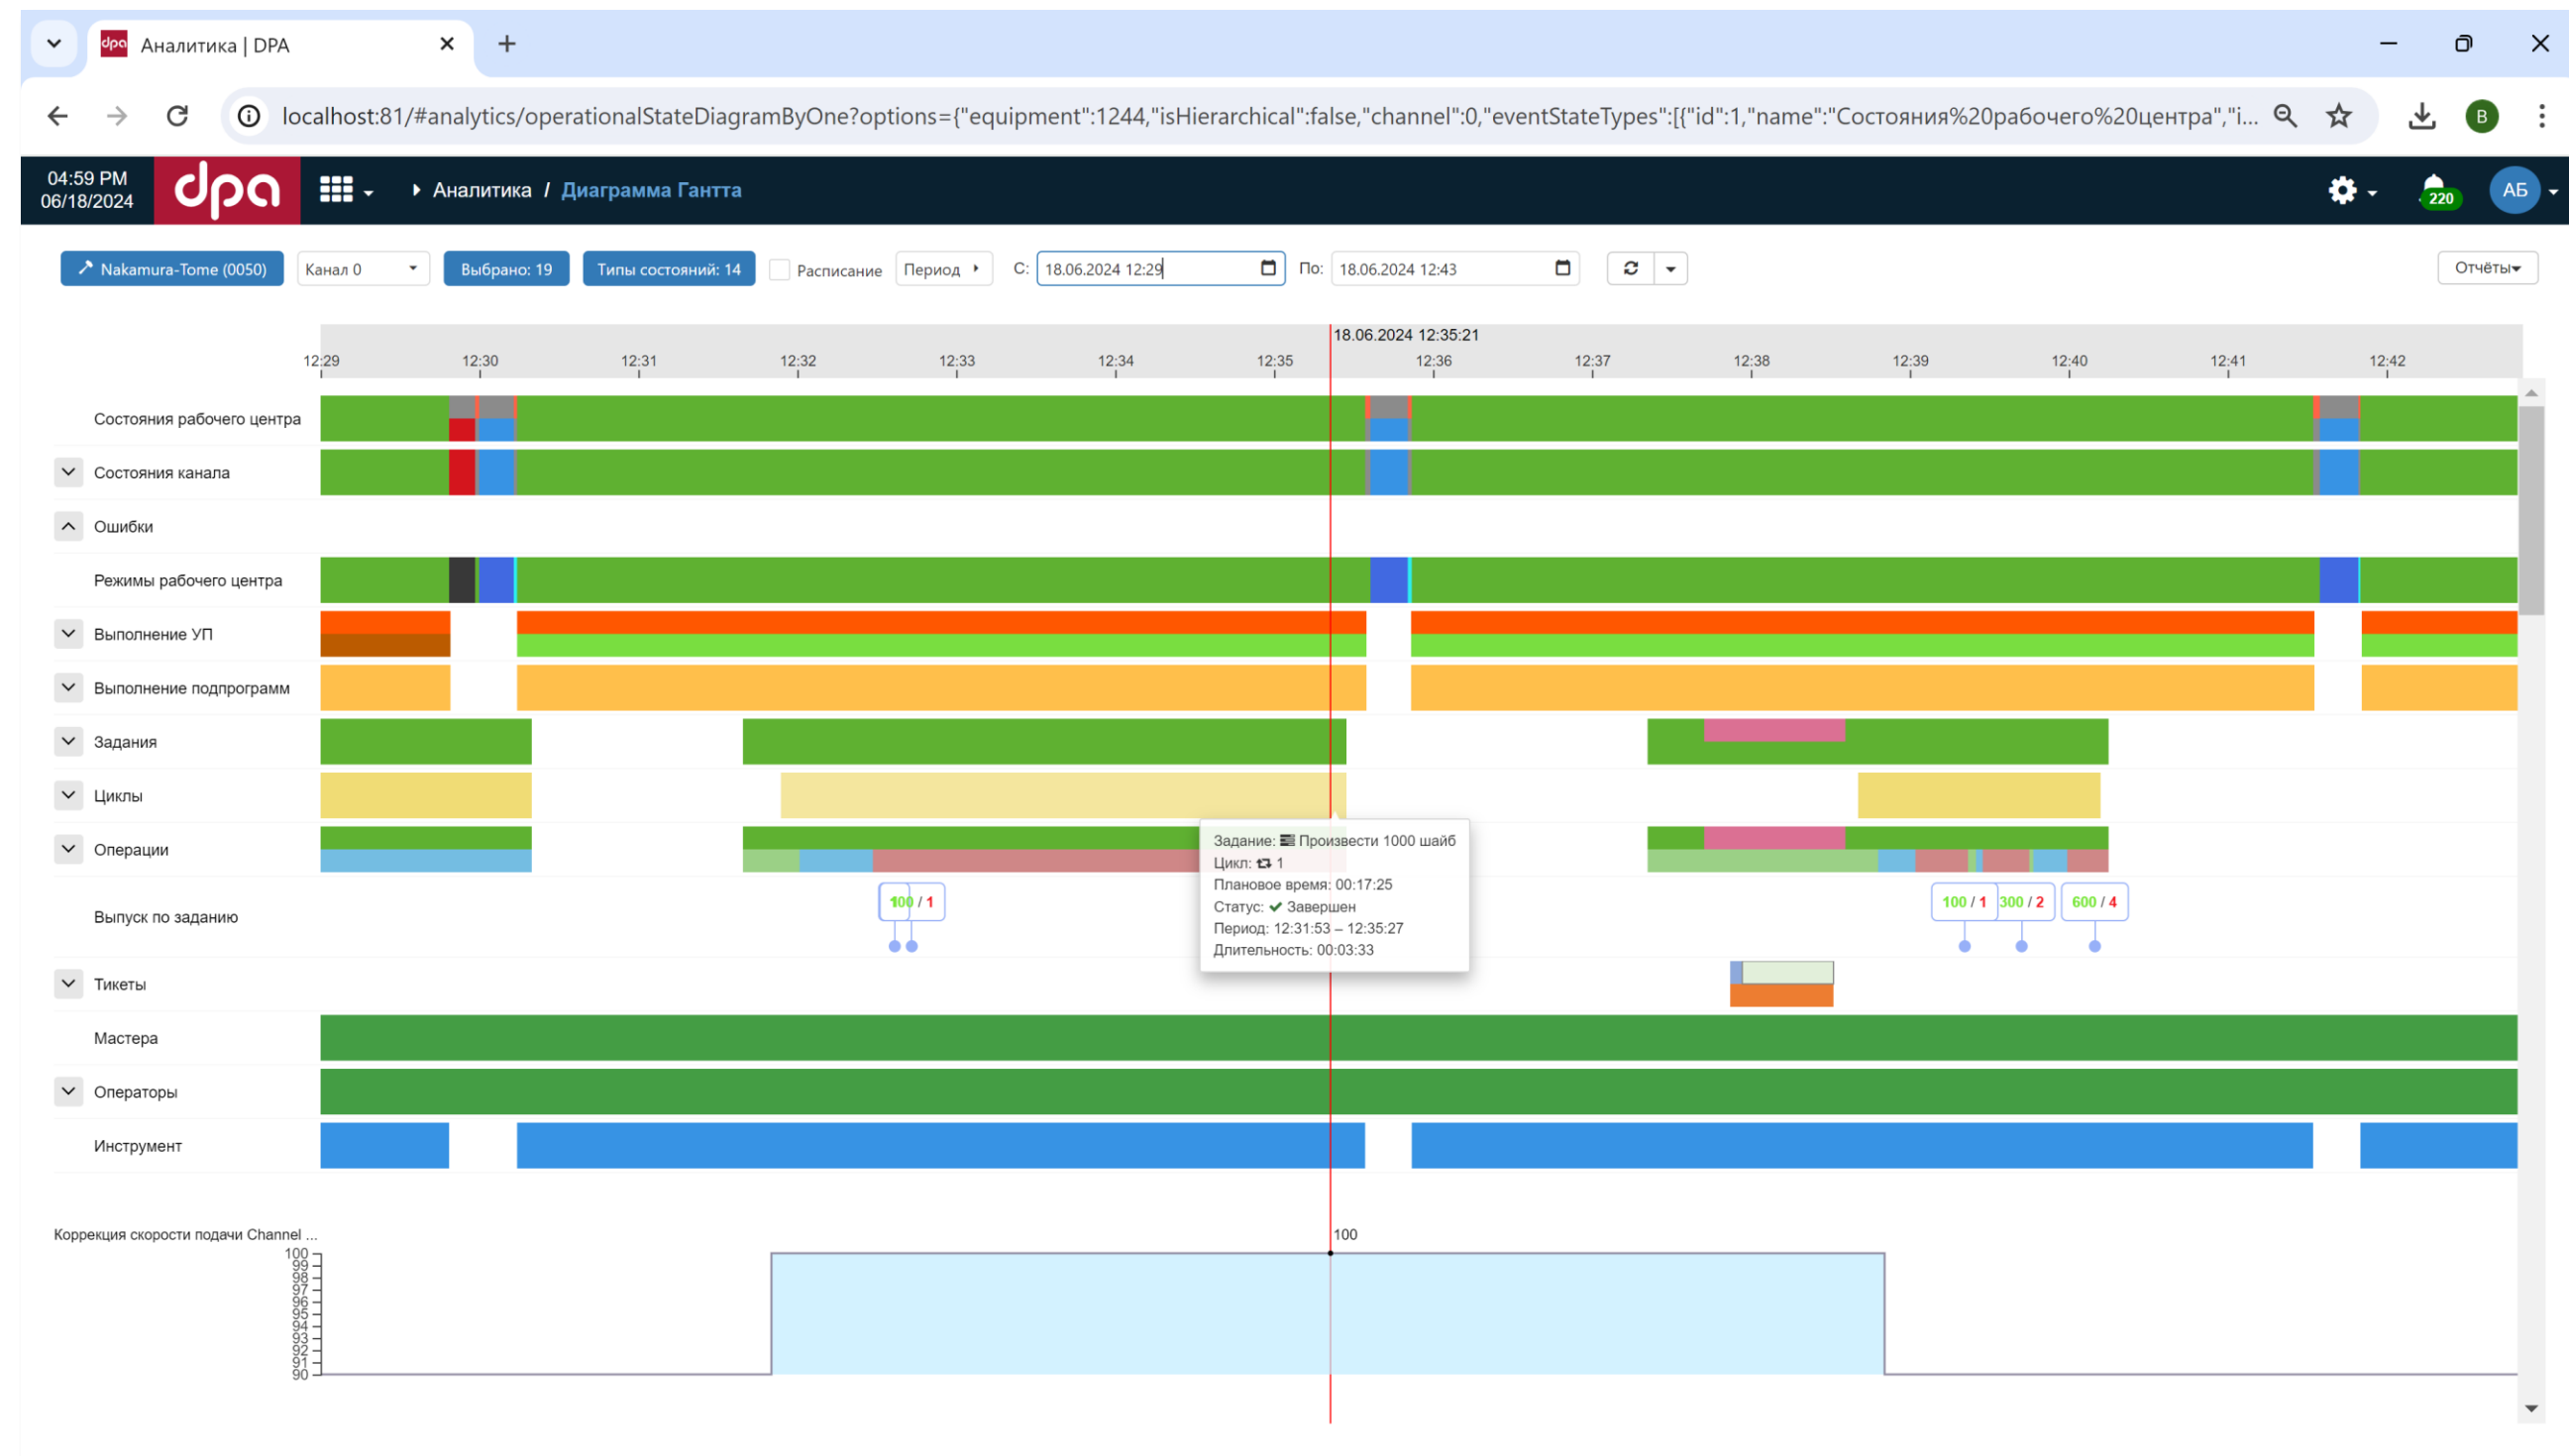 Аналитика | DPA
localhost:81/#analytics/operationalStateDiagramByOne?options={"equipment":1244,"isHierarchical":false,"channel":0,"eventStateTypes":[{"id":1,"name":"Состояния%20рабочего%20центра","i...
B
04:59 PM
06/18/2024
dpa
Аналитика / Диаграмма Гантта
220
АБ
Nakamura-Tome (0050)
Канал 0
Выбрано: 19
Типы состояний: 14
Расписание
Период
С: 18.06.2024 12:29
По: 18.06.2024 12:43
Отчёты
18.06.2024 12:35:21
12:29 12:30 12:31 12:32 12:33 12:34 12:35 12:36 12:37 12:38 12:39 12:40 12:41 12:42
Состояния рабочего центра
Состояния канала
Ошибки
Режимы рабочего центра
Выполнение УП
Выполнение подпрограмм
Задания
Циклы
Операции
Задание: Произвести 1000 шайб
Цикл: 1
Плановое время: 00:17:25
Статус: Завершен
Период: 12:31:53 – 12:35:27
Длительность: 00:03:33
Выпуск по заданию
100 / 1
100 / 1
300 / 2
600 / 4
Тикеты
Мастера
Операторы
Инструмент
Коррекция скорости подачи Channel ...
100
100
99
98
97
96
95
94
93
92
91
90